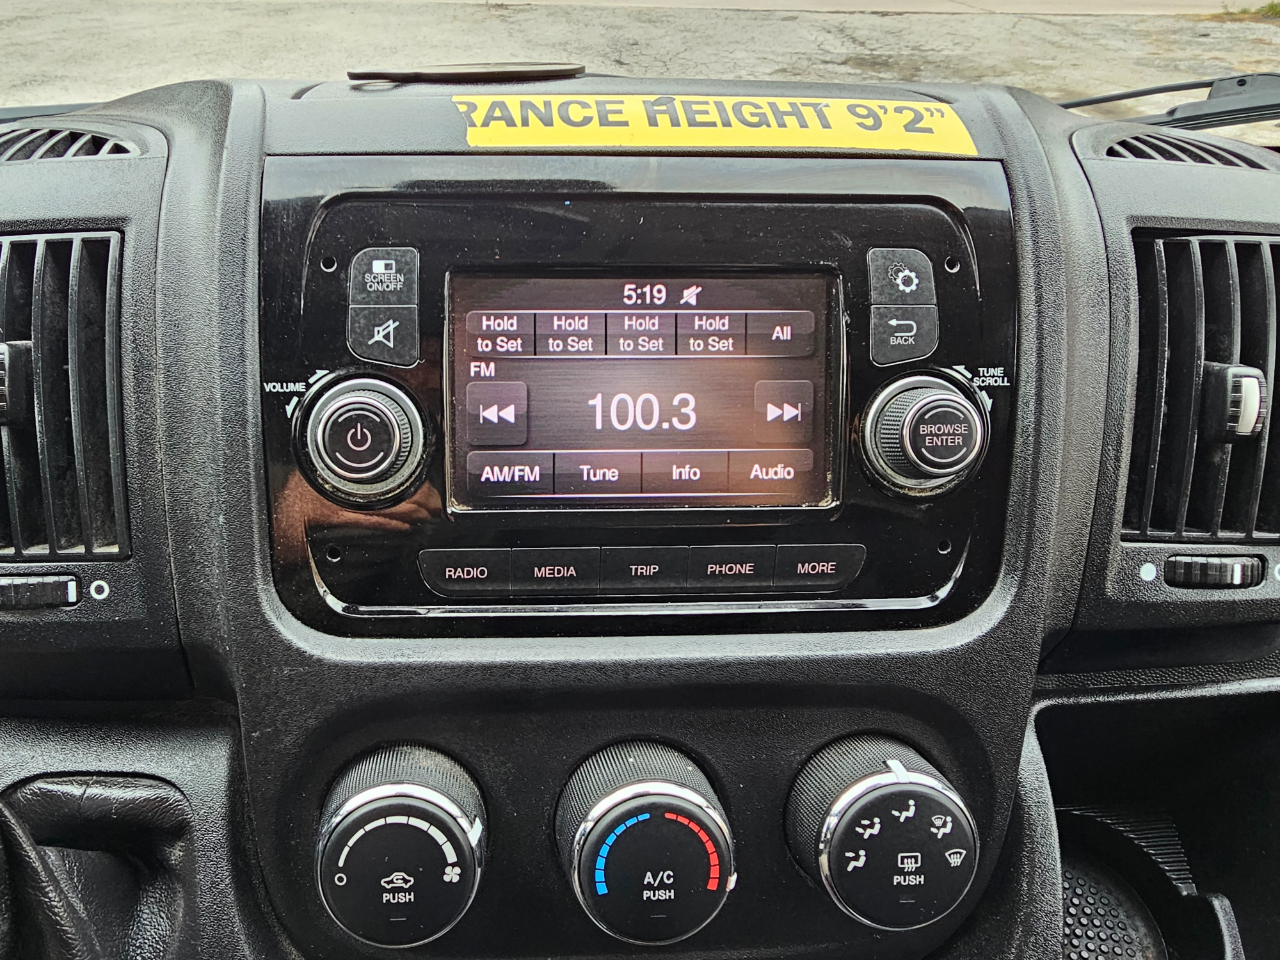 RANCE HEIGHT 9'2"
SCREEN
ON/OFF
BACK
VOLUME
TUNE
SCROLL
BROWSE
ENTER
5:19
Hold to Set
Hold to Set
Hold to Set
Hold to Set
All
FM
100.3
AM/FM Tune Info Audio
RADIO MEDIA TRIP PHONE MORE
PUSH
A/C
PUSH
PUSH